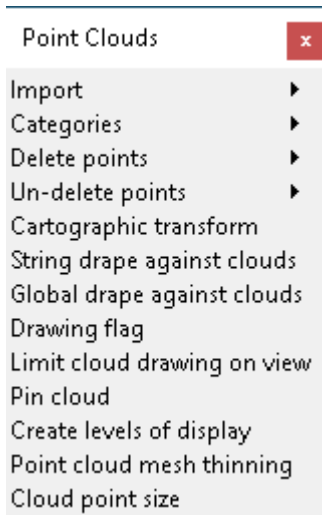 Point Clouds
Import
Categories
Delete points
Un-delete points
Cartographic transform
String drape against clouds
Global drape against clouds
Drawing flag
Limit cloud drawing on view
Pin cloud
Create levels of display
Point cloud mesh thinning
Cloud point size